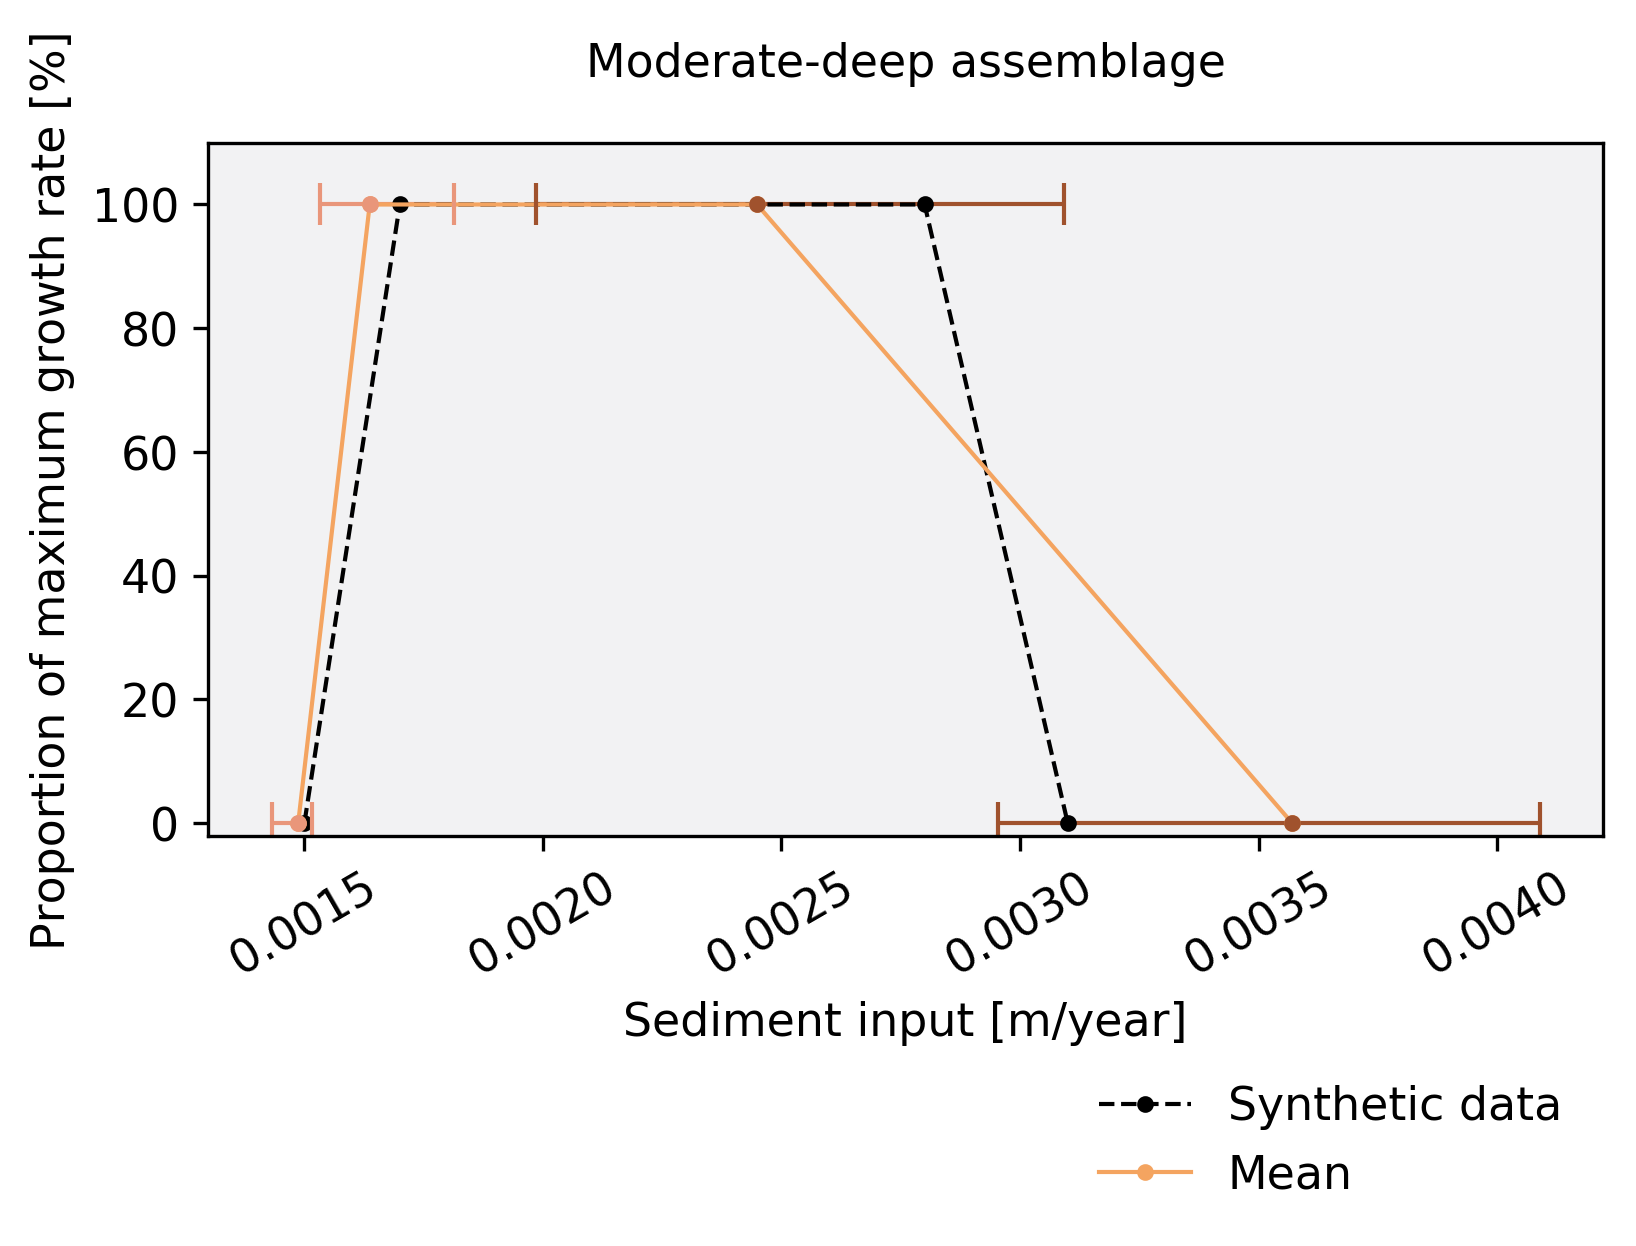 Moderate-deep assemblage
Proportion of maximum growth rate [%]
100
80
60
40
20
0
0.0015
0.0020
0.0025
0.0030
0.0035
0.0040
Sediment input [m/year]
Synthetic data
Mean